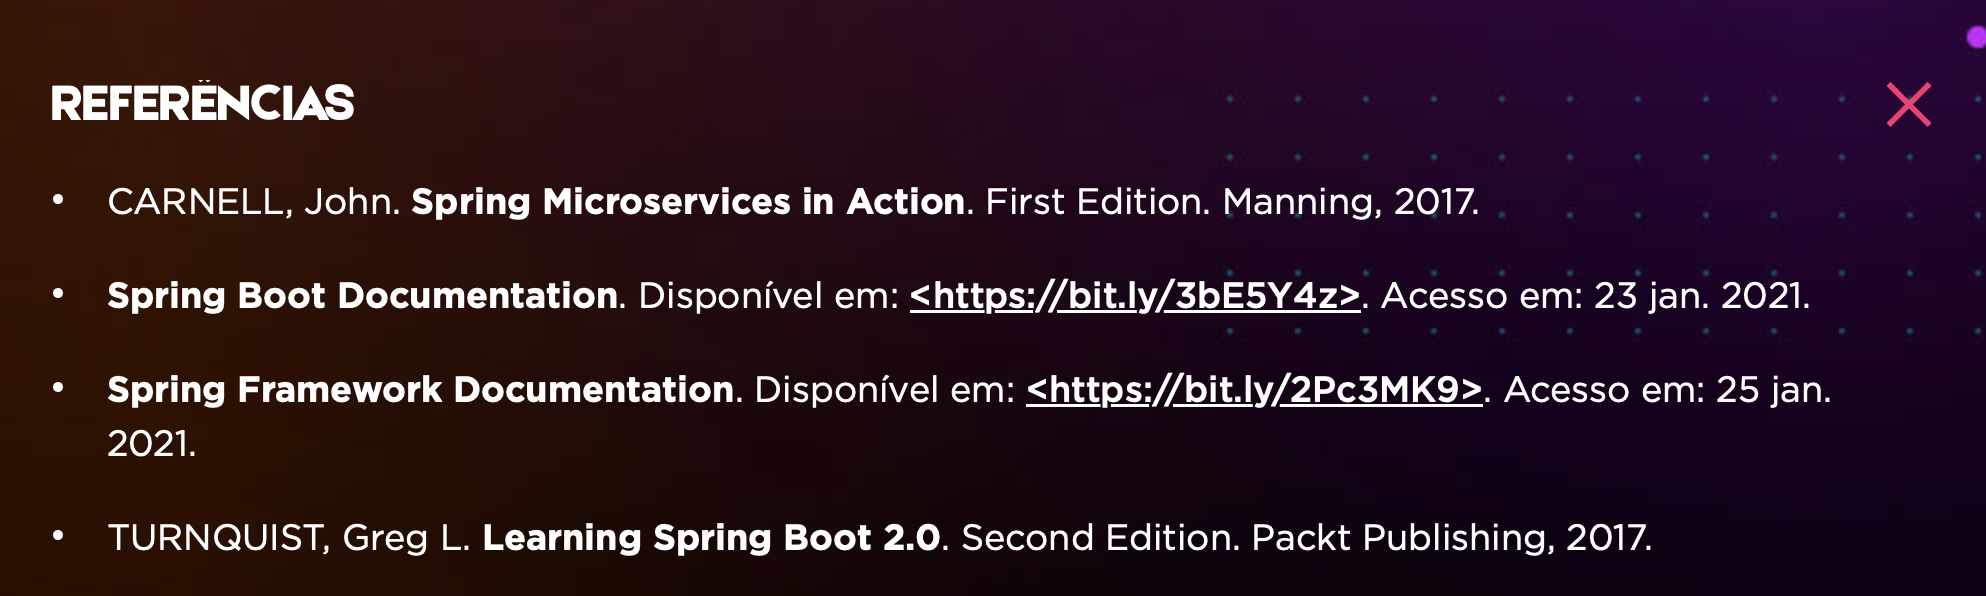 REFERÊNCIAS
• CARNELL, John. Spring Microservices in Action. First Edition. Manning, 2017.
• Spring Boot Documentation. Disponível em: <https://bit.ly/3bE5Y4z>. Acesso em: 23 jan. 2021.
• Spring Framework Documentation. Disponível em: <https://bit.ly/2Pc3MK9>. Acesso em: 25 jan.
2021.
• TURNQUIST, Greg L. Learning Spring Boot 2.0. Second Edition. Packt Publishing, 2017.